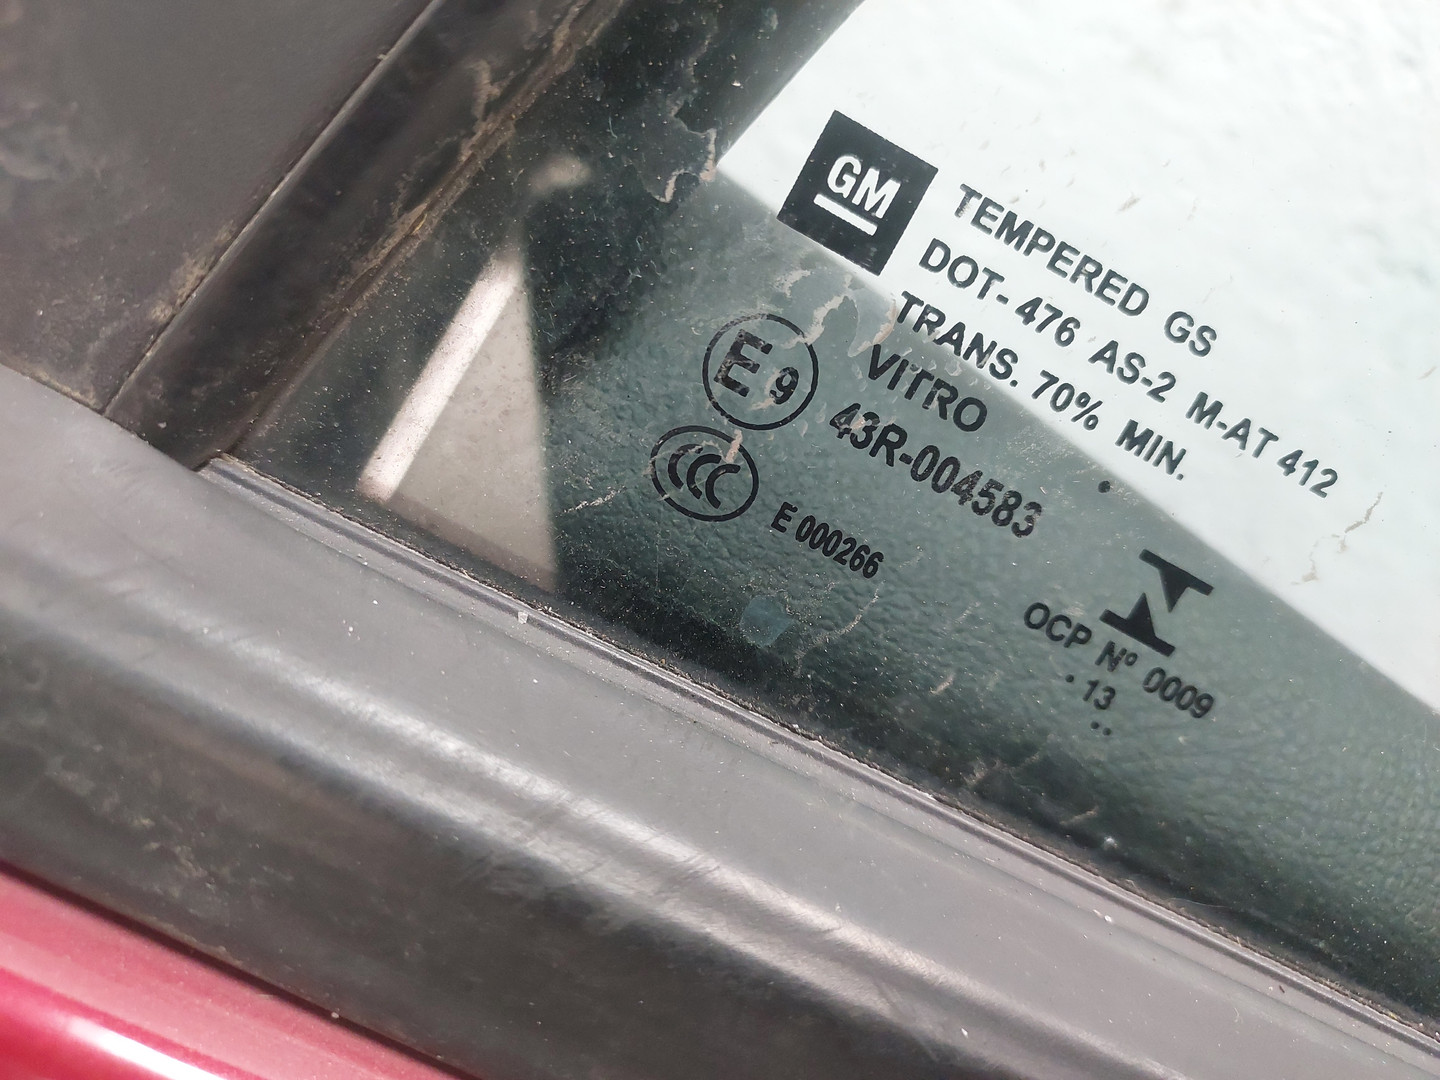 GM
TEMPERED GS
DOT-476 AS-2 M-AT 412
TRANS. 70% MIN.
VITRO
E9
43R-004583
CCC
E 000266
N
OCP Nº 0009
. 13
..